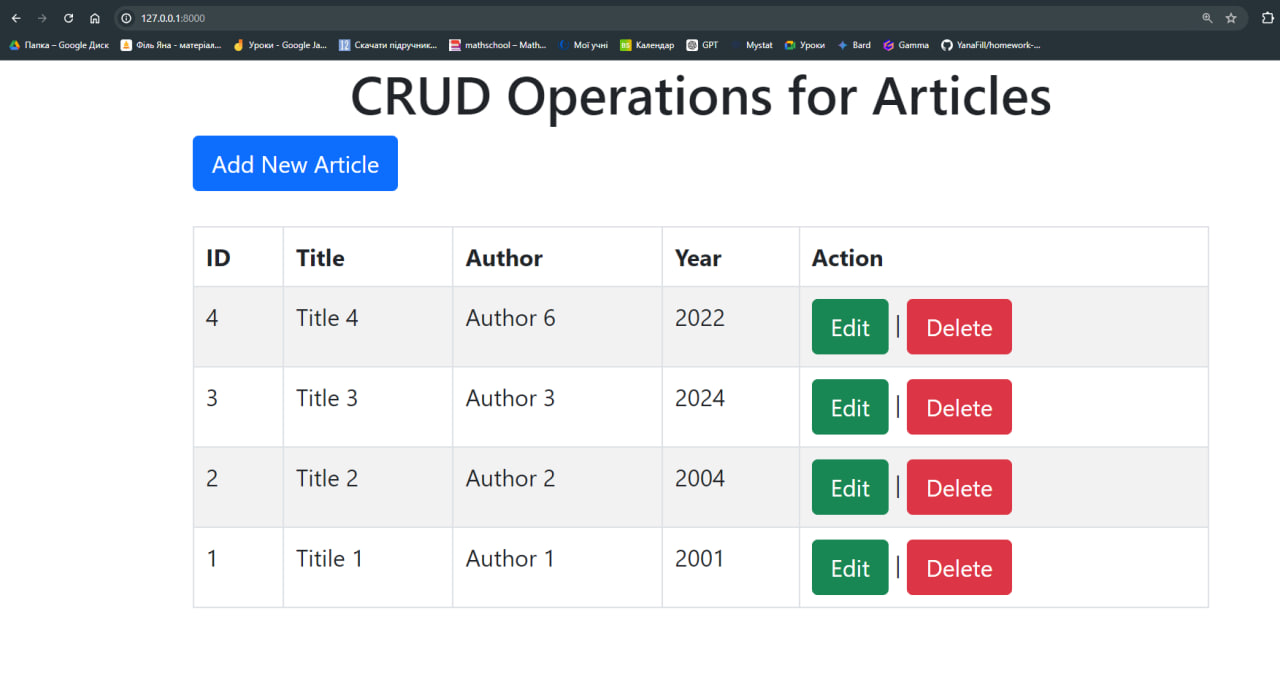 127.0.0.1:8000
Папка – Google Диск Філь Яна - матеріал... Уроки - Google Ja... Скачати підручник... mathschool – Math... Мої учні Календар GPT Mystat Уроки Bard Gamma YanaFill/homework-...
CRUD Operations for Articles
Add New Article
ID Title Author Year Action
4 Title 4 Author 6 2022 Edit | Delete
3 Title 3 Author 3 2024 Edit | Delete
2 Title 2 Author 2 2004 Edit | Delete
1 Titile 1 Author 1 2001 Edit | Delete